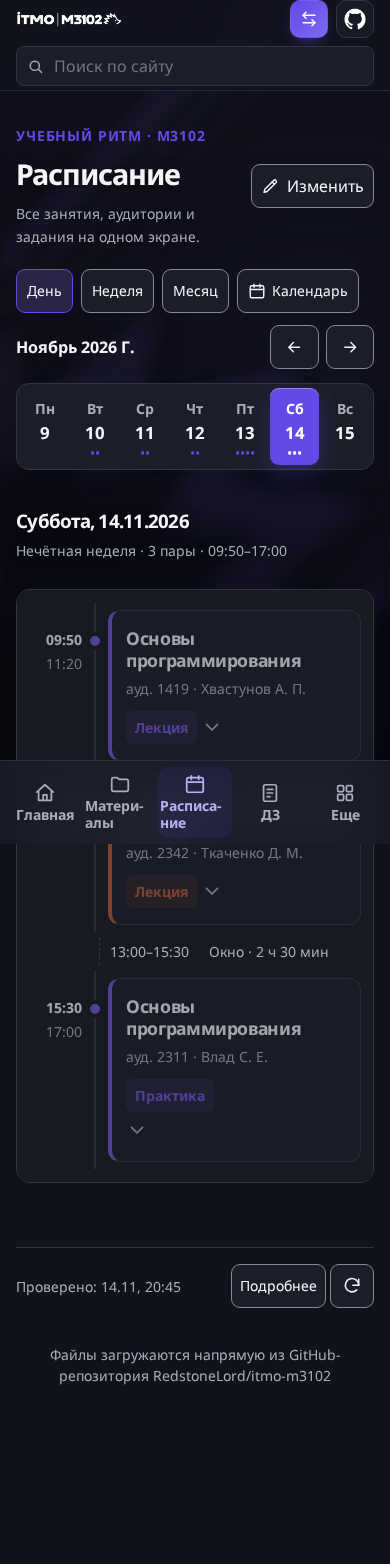 iTMO | M3102
Поиск по сайту
УЧЕБНЫЙ РИТМ · М3102
Расписание
Изменить
Все занятия, аудитории и
задания на одном экране.
День
Неделя
Месяц
Календарь
Ноябрь 2026 Г.
Пн Вт Ср Чт Пт Сб Вс
9 10 11 12 13 14 15
Суббота, 14.11.2026
Нечётная неделя · 3 пары · 09:50–17:00
09:50
11:20
Основы
программирования
ауд. 1419 · Хвастунов А. П.
Лекция
Главная
Матери-
алы
Расписа-
ние
ДЗ
Еще
ауд. 2342 · Ткаченко Д. М.
Лекция
13:00–15:30 Окно · 2 ч 30 мин
15:30
17:00
Основы
программирования
ауд. 2311 · Влад С. Е.
Практика
Проверено: 14.11, 20:45
Подробнее
Файлы загружаются напрямую из GitHub-
репозитория RedstoneLord/itmo-m3102